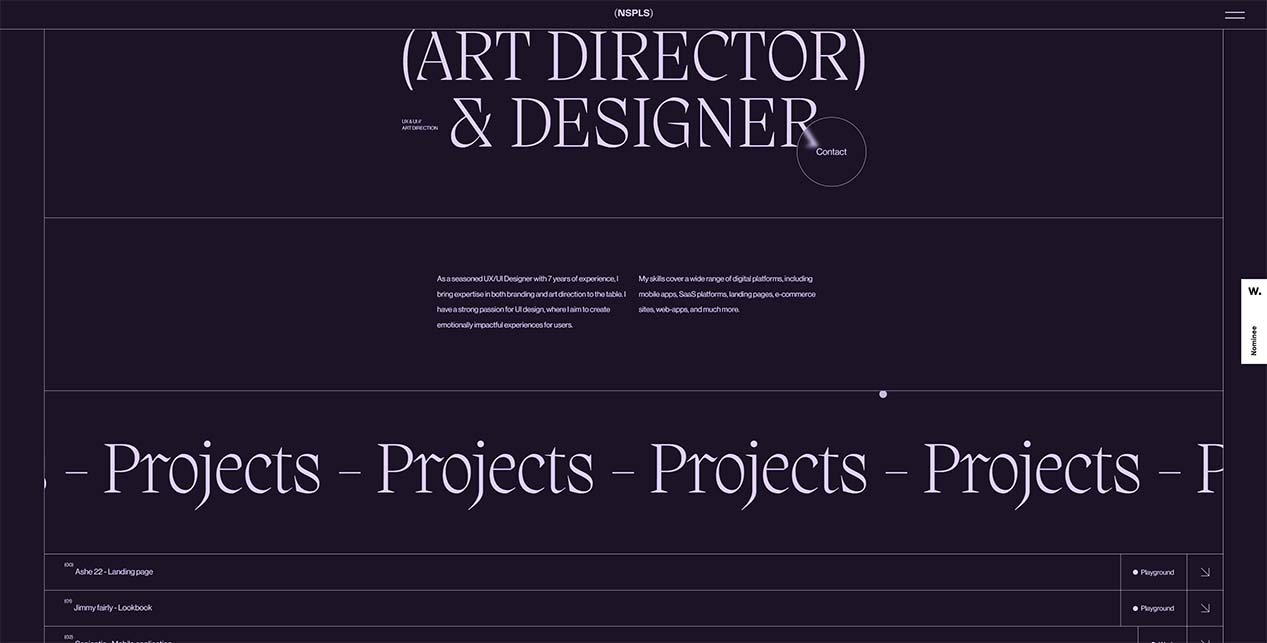 (NSPLS)
(ART DIRECTOR)
UX & UI //
ART DIRECTION
& DESIGNER
Contact
As a seasoned UX/UI Designer with 7 years of experience, I
bring expertise in both branding and art direction to the table. I
have a strong passion for UI design, where I aim to create
emotionally impactful experiences for users.
My skills cover a wide range of digital platforms, including
mobile apps, SaaS platforms, landing pages, e-commerce
sites, web-apps, and much more.
W.
Nominee
– Projects – Projects – Projects – Projects – P
(00) Ashe 22 - Landing page
Playground
(01) Jimmy fairly - Lookbook
Playground
(02)